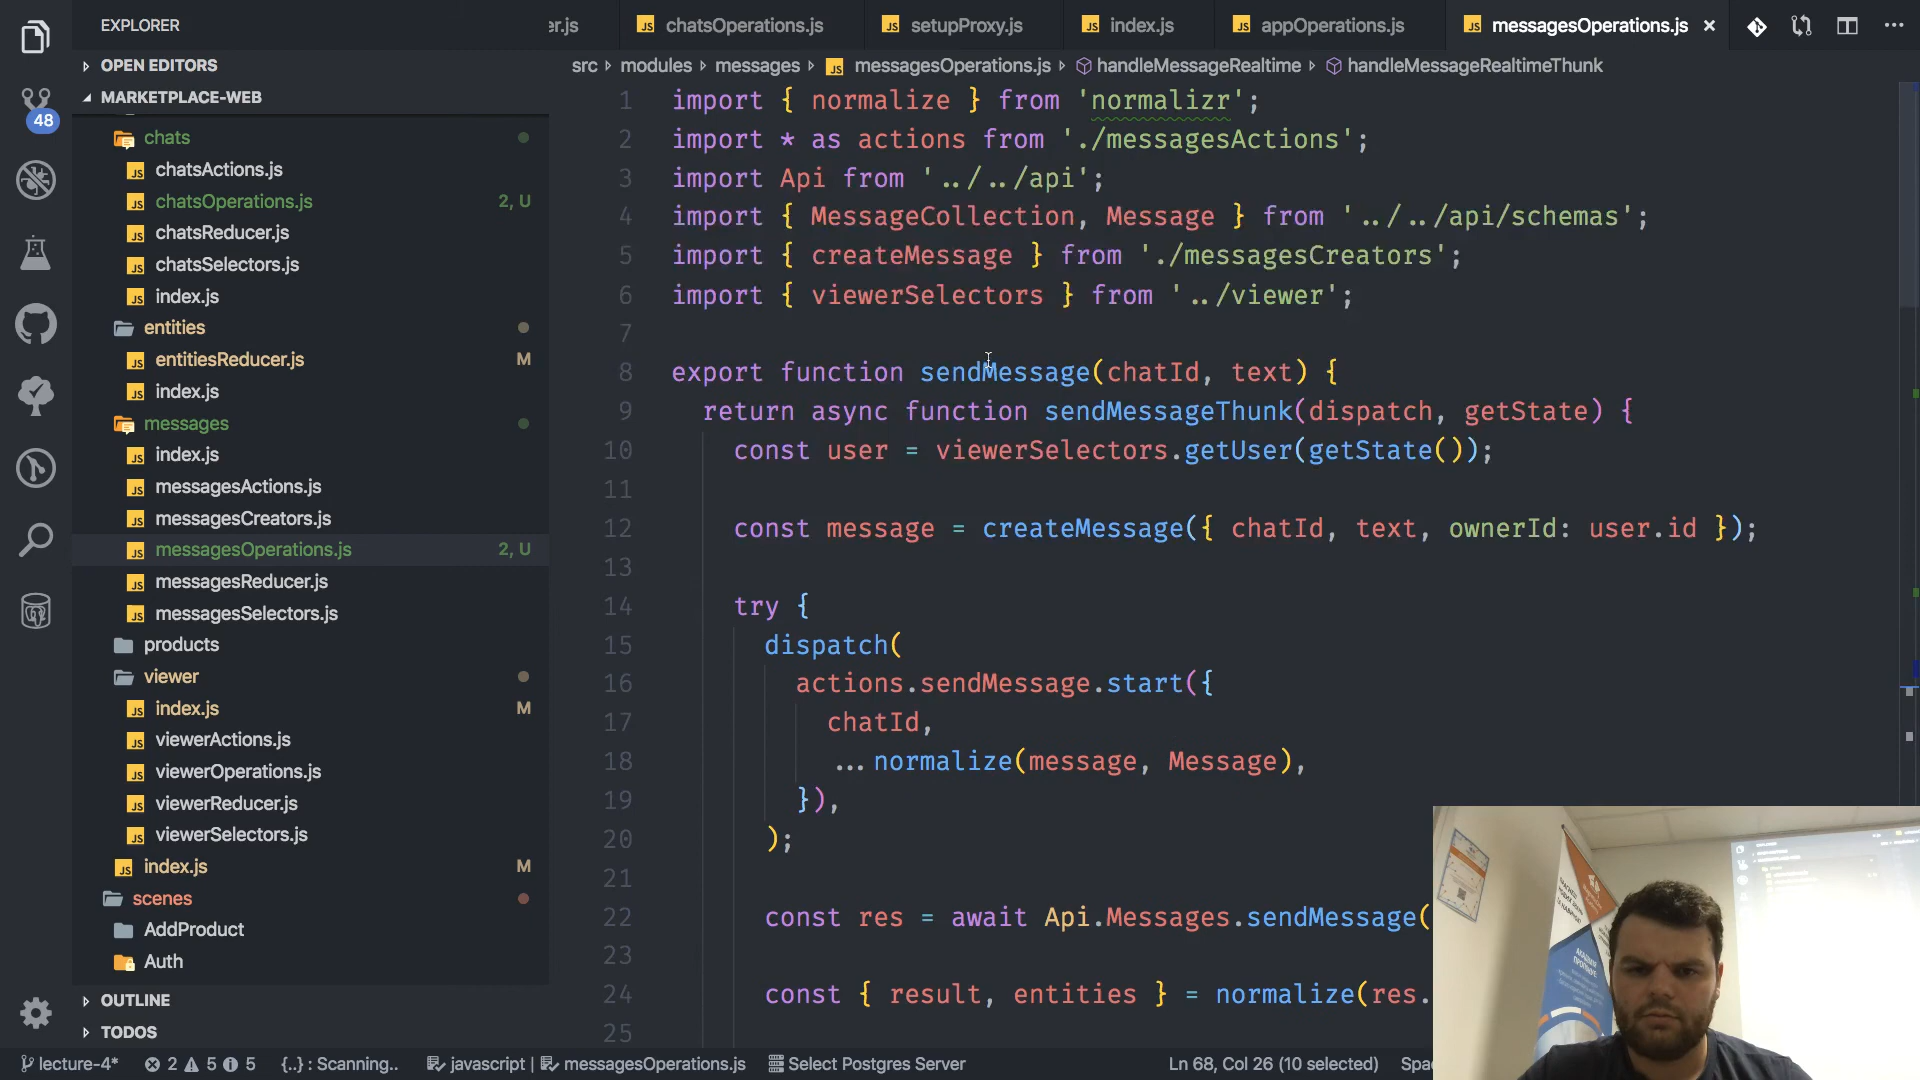 EXPLORER
er.js
chatsOperations.js
setupProxy.js
index.js
appOperations.js
messagesOperations.js
OPEN EDITORS
src
modules
messages
messagesOperations.js
handleMessageRealtime
handleMessageRealtimeThunk
MARKETPLACE-WEB
48
chats
chatsActions.js
chatsOperations.js 2, U
chatsReducer.js
chatsSelectors.js
index.js
entities
entitiesReducer.js M
index.js
messages
index.js
messagesActions.js
messagesCreators.js
messagesOperations.js 2, U
messagesReducer.js
messagesSelectors.js
products
viewer
index.js M
viewerActions.js
viewerOperations.js
viewerReducer.js
viewerSelectors.js
index.js M
scenes
AddProduct
Auth
OUTLINE
TODOS
1 import { normalize } from 'normalizr';
2 import * as actions from './messagesActions';
3 import Api from '../../api';
4 import { MessageCollection, Message } from '../../api/schemas';
5 import { createMessage } from './messagesCreators';
6 import { viewerSelectors } from '../viewer';
7
8 export function sendMessage(chatId, text) {
9 return async function sendMessageThunk(dispatch, getState) {
10 const user = viewerSelectors.getUser(getState());
11
12 const message = createMessage({ chatId, text, ownerId: user.id });
13
14 try {
15 dispatch(
16 actions.sendMessage.start({
17 chatId,
18 ...normalize(message, Message),
19 }),
20 );
21
22 const res = await Api.Messages.sendMessage(
23
24 const { result, entities } = normalize(res.
25
lecture-4* 2 5 5 {..} : Scanning.. javascript | messagesOperations.js Select Postgres Server Ln 68, Col 26 (10 selected) Spac